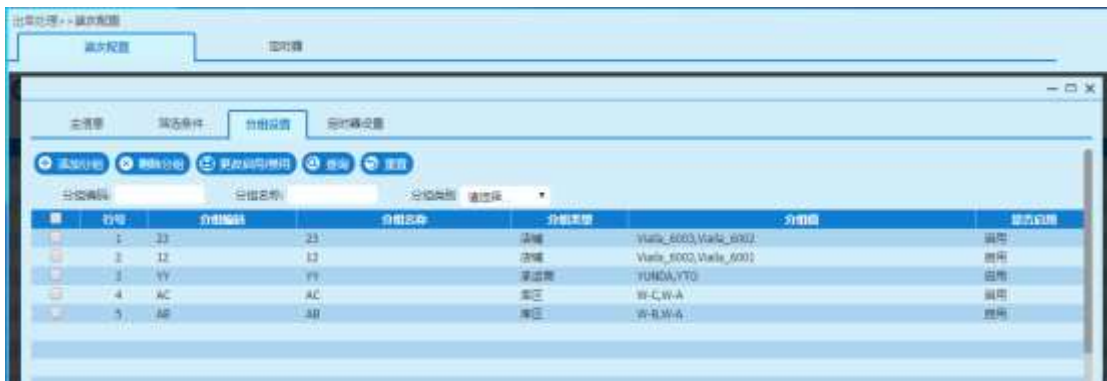 出库处理>>波次配置
波次配置 定时器
主信息 筛选条件 分组设置 定时器设置
添加分组 删除分组 更改启用/禁用 查询 重置
分组编码: 分组名称: 分组类别 请选择
行号 分组编码 分组名称 分组类型 分组值 是否启用
1 23 23 店铺 Viaila_6003,Viaila_6002 启用
2 12 12 店铺 Viaila_6002,Viaila_6001 启用
3 YY YY 承运商 YUNDA,YTO 启用
4 AC AC 库区 W-C,W-A 启用
5 AB AB 库区 W-B,W-A 启用